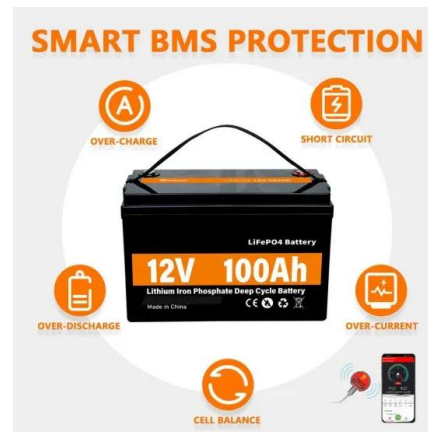 SMART BMS PROTECTION
A
OVER-CHARGE
SHORT CIRCUIT
LiFePO4 Battery
12V 100Ah
Lithium Iron Phosphate Deep Cycle Battery
Made in China
CE
OVER-DISCHARGE
OVER-CURRENT
CELL BALANCE